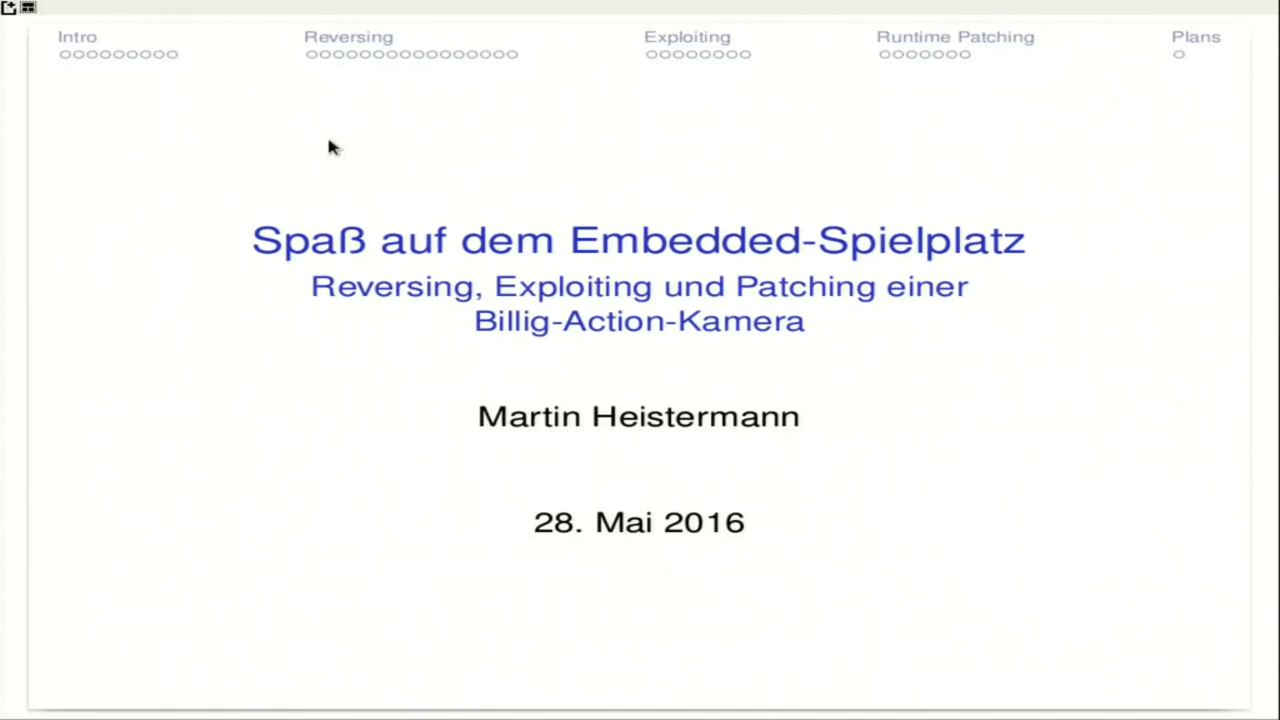 Intro Reversing Exploiting Runtime Patching Plans
Spaß auf dem Embedded-Spielplatz
Reversing, Exploiting und Patching einer
Billig-Action-Kamera
Martin Heistermann
28. Mai 2016